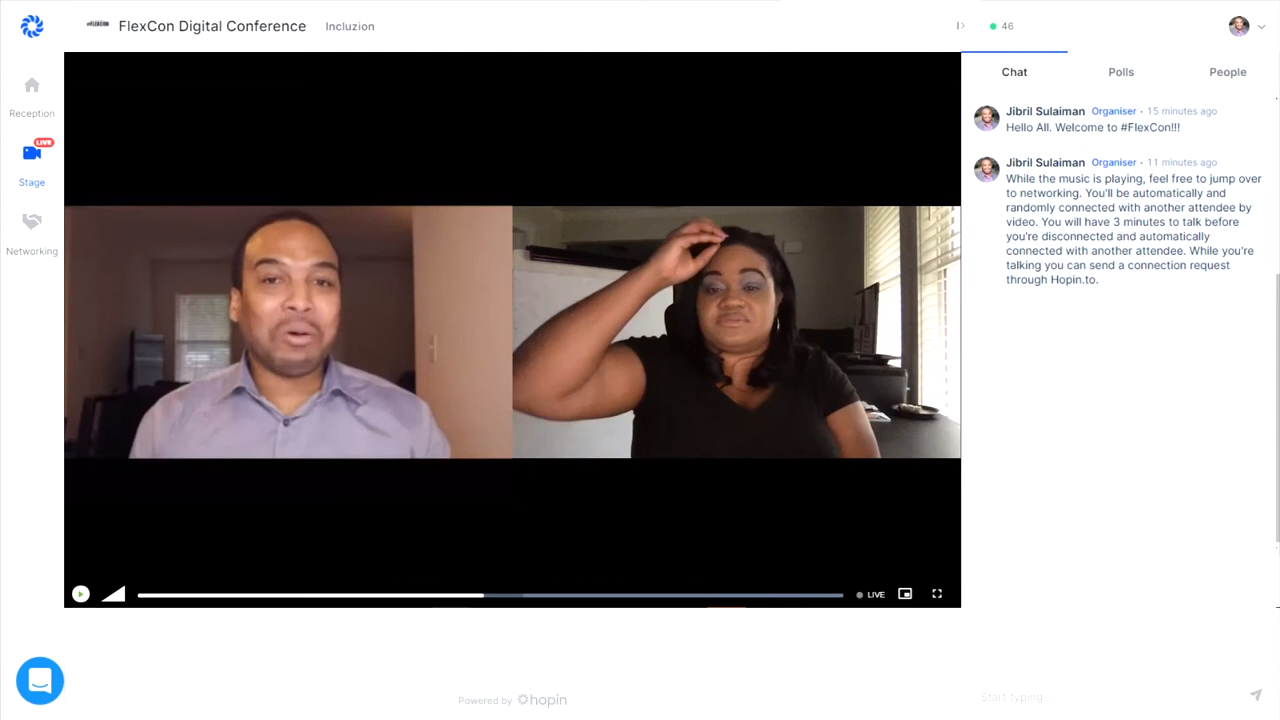 #FLEXCON FlexCon Digital Conference Incluzion 46
Chat Polls People
Reception
LIVE
Stage
Networking
Jibril Sulaiman Organiser • 15 minutes ago
Hello All. Welcome to #FlexCon!!!
Jibril Sulaiman Organiser • 11 minutes ago
While the music is playing, feel free to jump over
to networking. You'll be automatically and
randomly connected with another attendee by
video. You will have 3 minutes to talk before
you're disconnected and automatically
connected with another attendee. While you're
talking you can send a connection request
through Hopin.to.
LIVE
Powered by hopin
Start typing